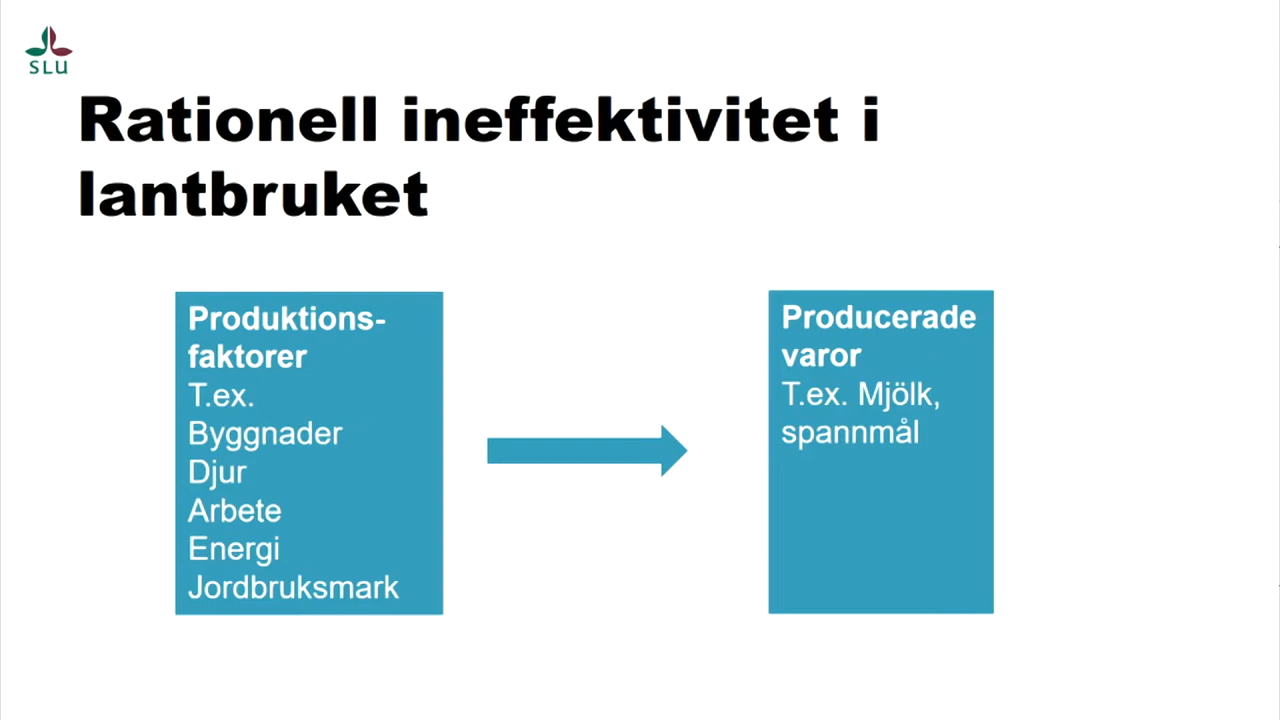 SLU
Rationell ineffektivitet i
lantbruket
Produktions-
faktorer
T.ex.
Byggnader
Djur
Arbete
Energi
Jordbruksmark
Producerade
varor
T.ex. Mjölk,
spannmål